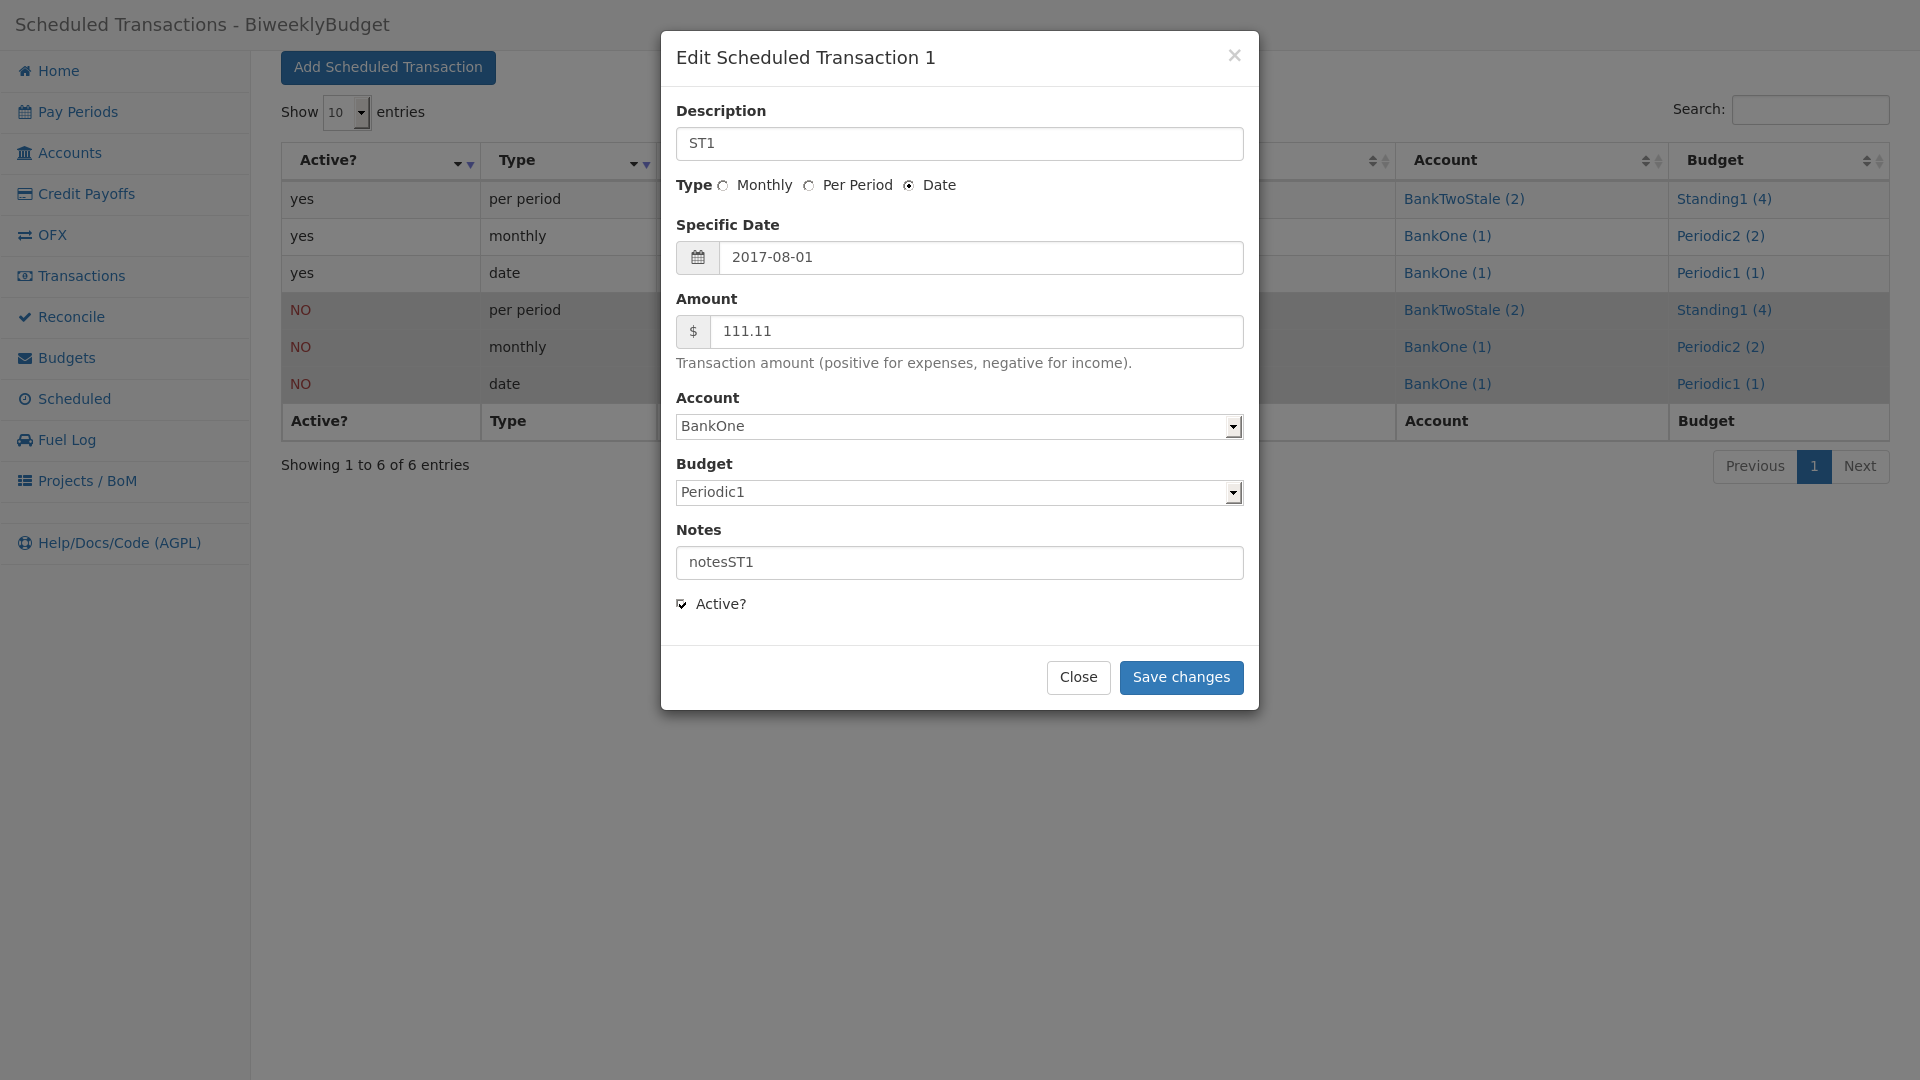 Scheduled Transactions - BiweeklyBudget
Home
Pay Periods
Accounts
Credit Payoffs
OFX
Transactions
Reconcile
Budgets
Scheduled
Fuel Log
Projects / BoM
Help/Docs/Code (AGPL)
Add Scheduled Transaction
Show 10 entries
Search:
Active? Type Account Budget
yes per period BankTwoStale (2) Standing1 (4)
yes monthly BankOne (1) Periodic2 (2)
yes date BankOne (1) Periodic1 (1)
NO per period BankTwoStale (2) Standing1 (4)
NO monthly BankOne (1) Periodic2 (2)
NO date BankOne (1) Periodic1 (1)
Active? Type Account Budget
Showing 1 to 6 of 6 entries
Previous 1 Next
Edit Scheduled Transaction 1 ×
Description
ST1
Type Monthly Per Period Date
Specific Date
2017-08-01
Amount
$ 111.11
Transaction amount (positive for expenses, negative for income).
Account
BankOne
Budget
Periodic1
Notes
notesST1
Active?
Close Save changes